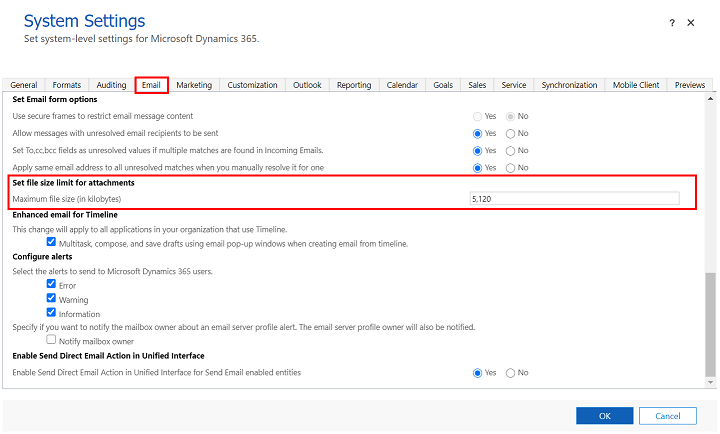 System Settings
? ×
Set system-level settings for Microsoft Dynamics 365.
General Formats Auditing Email Marketing Customization Outlook Reporting Calendar Goals Sales Service Synchronization Mobile Client Previews
Set Email form options
Use secure frames to restrict email message content Yes No
Allow messages with unresolved email recipients to be sent Yes No
Set To,cc,bcc fields as unresolved values if multiple matches are found in Incoming Emails. Yes No
Apply same email address to all unresolved matches when you manually resolve it for one Yes No
Set file size limit for attachments
Maximum file size (in kilobytes) 5,120
Enhanced email for Timeline
This change will apply to all applications in your organization that use Timeline.
Multitask, compose, and save drafts using email pop-up windows when creating email from timeline.
Configure alerts
Select the alerts to send to Microsoft Dynamics 365 users.
Error
Warning
Information
Specify if you want to notify the mailbox owner about an email server profile alert. The email server profile owner will also be notified.
Notify mailbox owner
Enable Send Direct Email Action in Unified Interface
Enable Send Direct Email Action in Unified Interface for Send Email enabled entities Yes No
OK Cancel